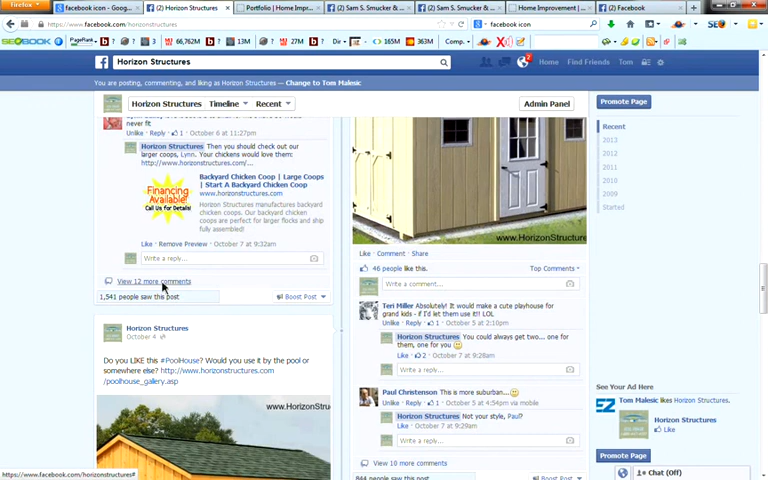 Firefox
facebook icon - Goog...
(2) Horizon Structures
Portfolio | Home Impr...
(2) Sam S. Smucker & ...
(2) Sam S. Smucker & ...
Home Improvement | ...
(2) Facebook
https://www.facebook.com/horizonstructures
facebook icon
SEO
SEOBOOK
PageRank
66,762M
27M
Dir
165M
363M
Comp.
Horizon Structures
2
Home
Find Friends
Tom
You are posting, commenting, and liking as Horizon Structures — Change to Tom Malesic
Horizon Structures
Timeline
Recent
Admin Panel
never fit
Unlike · Reply · 1 · October 6 at 11:27pm
Horizon Structures Then you should check out our
larger coops, Lynn. Your chickens would love them:
http://www.horizonstructures.com/...
Financing
Available!
Call Us for Details!
Backyard Chicken Coop | Large Coops
| Start A Backyard Chicken Coop
www.horizonstructures.com
Horizon Structures manufactures backyard
chicken coops. Our backyard chicken
coops are perfect for larger flocks and ship
fully assembled!
Like · Remove Preview · October 7 at 9:32am
Write a reply...
View 12 more comments
1,541 people saw this post
Boost Post
Horizon Structures
October 4
Do you LIKE this #PoolHouse? Would you use it by the pool or
somewhere else? http://www.horizonstructures.com
/poolhouse_gallery.asp
www.HorizonStru
www.HorizonStructure
Like · Comment · Share
46 people like this.
Top Comments
Write a comment...
Teri Miller Absolutely! It would make a cute playhouse for
grand kids - if I'd let them use it!! LOL
Unlike · Reply · 1 · October 5 at 2:10pm
Horizon Structures You could always get two... one for
them, one for you
Like · 2 · October 7 at 9:28am
Write a reply...
Paul Christenson This is more suburban...
Unlike · Reply · 1 · October 5 at 4:54pm via mobile
Horizon Structures Not your style, Paul?
Like · October 7 at 9:29am
Write a reply...
View 10 more comments
844 people saw this post
Boost Post
Promote Page
Recent
2013
2012
2011
2010
2009
Started
See Your Ad Here
Tom Malesic likes Horizon Structures.
Horizon Structures
Like
Promote Page
Chat (Off)
https://www.facebook.com/horizonstructures#